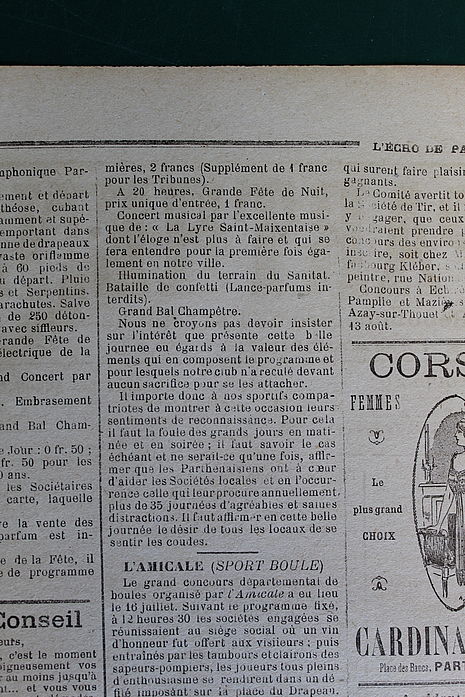 L'ÉCHO DE PA
aphonique Par-
ement et départ
théose, cubant
aument et supé-
emportant dans
nne de drapeaux
vaste oriflamme
à 60 pieds de
u départ. Pluie
s et Serpentins.
arachutes. Salve
de 250 déton-
avec siffleurs.
rande Fête de
électrique de la
nd Concert par
. Embrasement
and Bal Cham-
e Jour : 0 fr. 50 ;
fr. 50 pour les
0 ans.
les Sociétaires
carte, laquelle
re la vente des
parfum est in-
e de la Fête, il
e de programme
Conseil
eurs,
, c'est le moment
oigneusement vos
r au moins jusqu'à
... et vous vous
mières, 2 francs (Supplément de 1 franc
pour les Tribunes).
A 20 heures, Grande Fête de Nuit,
prix unique d'entrée, 1 franc.
Concert musical par l'excellente musi-
que de : « La Lyre Saint-Maixentaise »
dont l'éloge n'est plus à faire et qui se
fera entendre pour la première fois éga-
lement en notre ville.
Illumination du terrain du Sanitat.
Bataille de confetti (Lance-parfums in-
terdits).
Grand Bal Champêtre.
Nous ne croyons pas devoir insister
sur l'intérêt que présente cette belle
journée eu égards à la valeur des élé-
ments qui en composent le programme et
pour lesquels notre club n'a reculé devant
aucun sacrifice pour se les attacher.
Il importe donc à nos sportifs compa-
triotes de montrer à cette occasion leurs
sentiments de reconnaissance. Pour cela
il faut la foule des grands jours en mati-
née et en soirée ; il faut savoir le cas
échéant et ne serait-ce qu'une fois, affir-
mer que les Parthenaisiens ont à cœur
d'aider les Sociétés locales et en l'occur-
rence celle qui leur procure annuellement,
plus de 35 journées d'agréables et saines
distractions. Il faut affirmer en cette belle
journée le désir de tous les locaux de se
sentir les coudes.
L'AMICALE (SPORT BOULE)
Le grand concours départemental de
boules organisé par l'Amicale a eu lieu
le 16 juillet. Suivant le programme fixé,
à 12 heures 30 les sociétés engagées se
réunissaient au siège social où un vin
d'honneur fut offert aux visiteurs ; puis
entraînés par les tambours et clairons des
sapeurs-pompiers, les joueurs tous pleins
d'enthousiasme se rendirent dans un dé-
filé imposant sur la place du Drapeau.
qui surent faire plaisir
gagnants.
Le Comité avertit to
la Société de Tir, et il
y gager, que ceux
voudraient prendre p
concours des enviro
inscrire, soit chez M
faubourg Kléber, s
peintre, rue Nation
Concours à Ech
Pamplie et Mazi
Azay-sur-Thouet
13 août.
CORS
FEMMES
Le
plus grand
CHOIX
CARDINA
Place des Bancs, PART